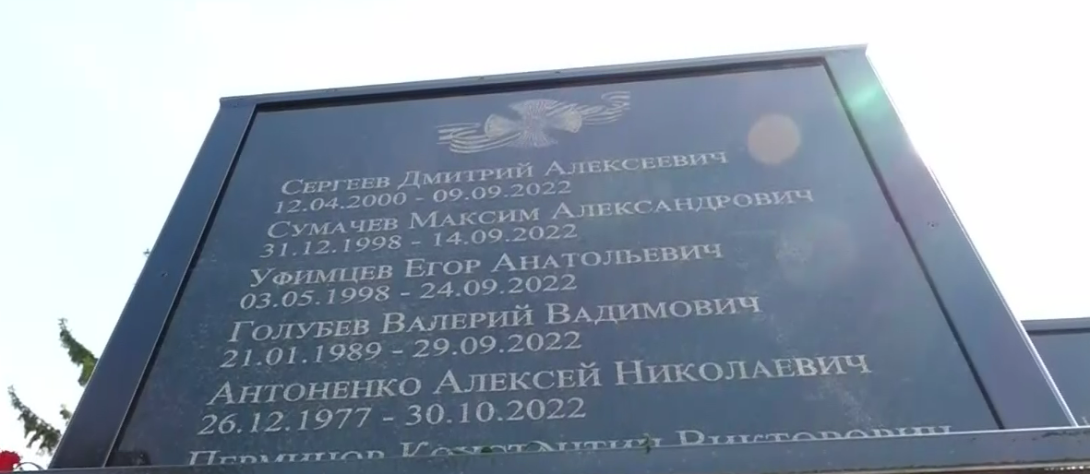 Сергеев Дмитрий Алексеевич
12.04.2000 - 09.09.2022
Сумачев Максим Александрович
31.12.1998 - 14.09.2022
Уфимцев Егор Анатольевич
03.05.1998 - 24.09.2022
Голубев Валерий Вадимович
21.01.1989 - 29.09.2022
Антоненко Алексей Николаевич
26.12.1977 - 30.10.2022
Константин Викторович